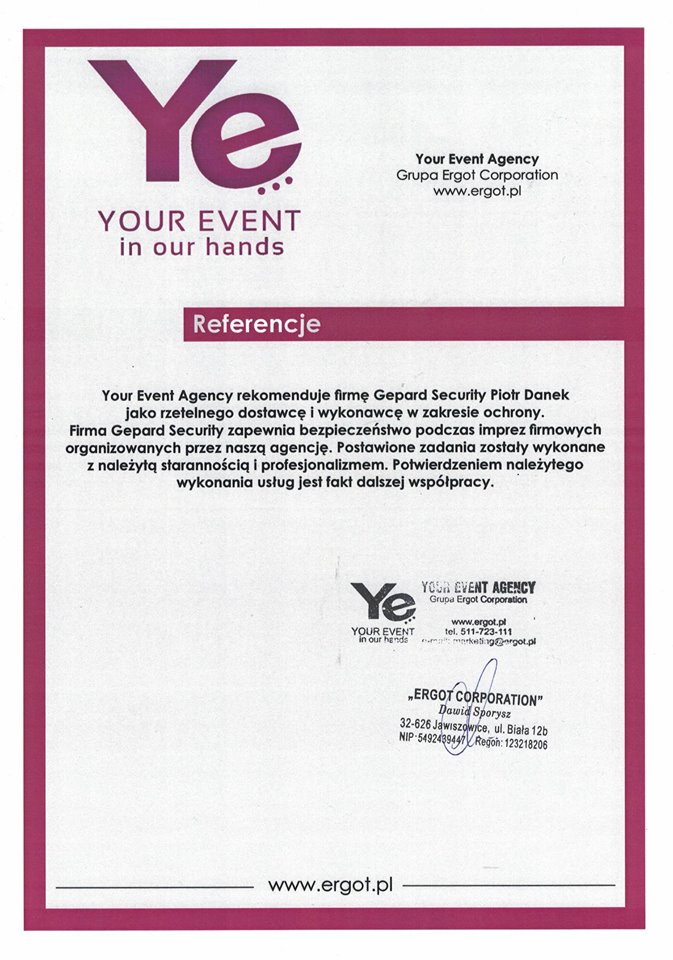 Ye...
YOUR EVENT
in our hands
Your Event Agency
Grupa Ergot Corporation
www.ergot.pl
Referencje
Your Event Agency rekomenduje firmę Gepard Security Piotr Danek
jako rzetelnego dostawcę i wykonawcę w zakresie ochrony.
Firma Gepard Security zapewnia bezpieczeństwo podczas imprez firmowych
organizowanych przez naszą agencję. Postawione zadania zostały wykonane
z należytą starannością i profesjonalizmem. Potwierdzeniem należytego
wykonania usług jest fakt dalszej współpracy.
Ye...
YOUR EVENT
in our hands
YOUR EVENT AGENCY
Grupa Ergot Corporation
www.ergot.pl
tel. 511-723-111
e-mail: marketing@ergot.pl
„ERGOT CORPORATION"
Dawid Sporysz
32-626 Jawiszowice, ul. Biała 12b
NIP 5492439447 Regon: 123218206
www.ergot.pl